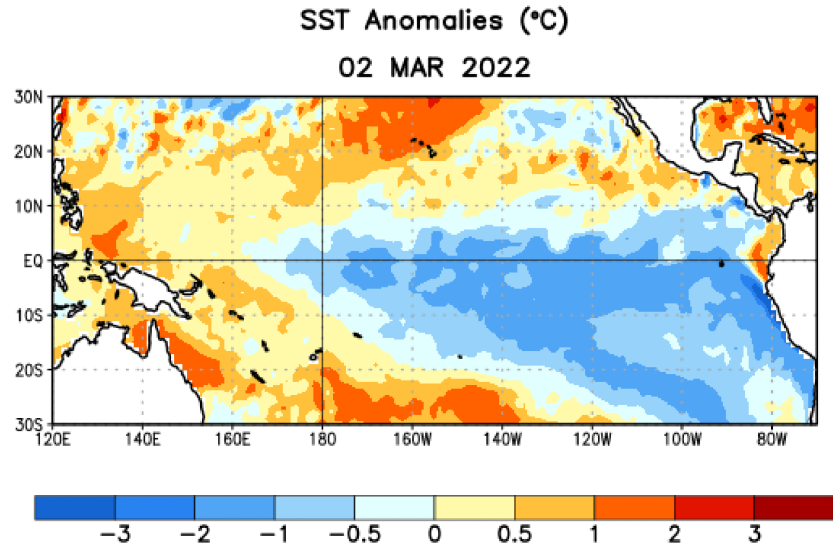 SST Anomalies (°C)
02 MAR 2022
30N
20N
10N
EQ
10S
20S
30S
120E 140E 160E 180 160W 140W 120W 100W 80W
-3 -2 -1 -0.5 0 0.5 1 2 3